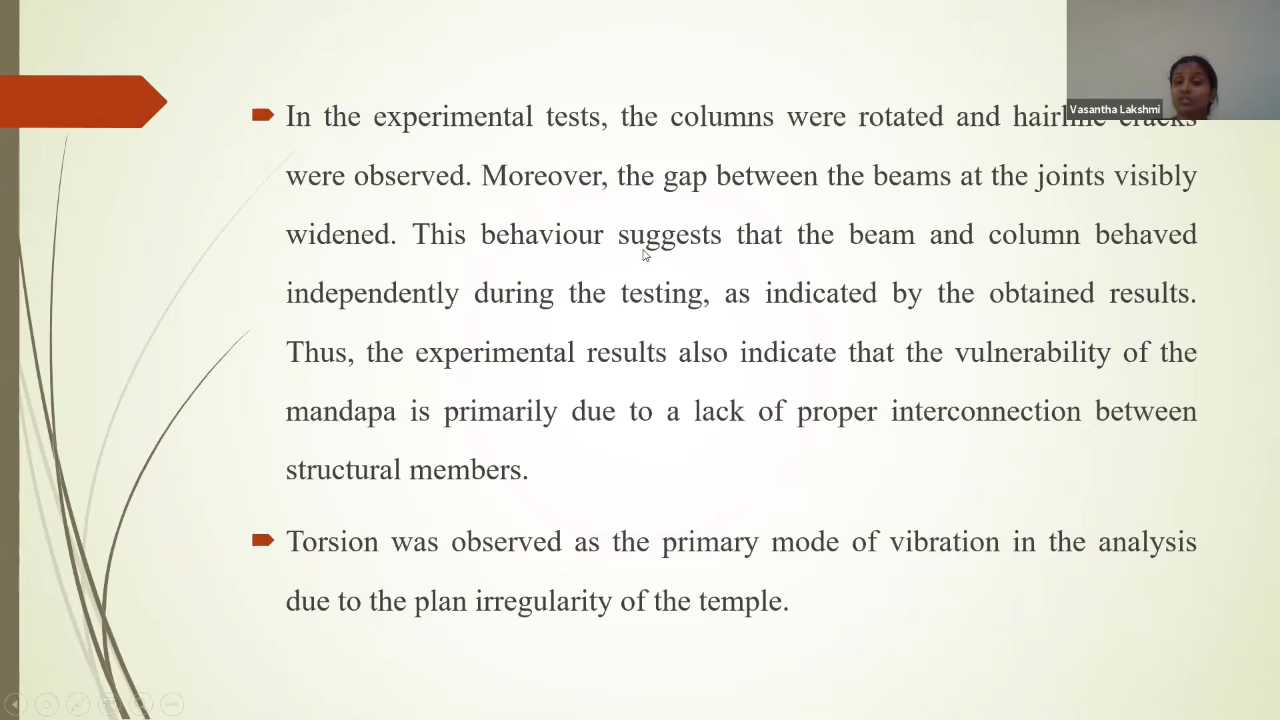 In the experimental tests, the columns were rotated and hairline cracks
Vasantha Lakshmi
were observed. Moreover, the gap between the beams at the joints visibly
widened. This behaviour suggests that the beam and column behaved
independently during the testing, as indicated by the obtained results.
Thus, the experimental results also indicate that the vulnerability of the
mandapa is primarily due to a lack of proper interconnection between
structural members.
Torsion was observed as the primary mode of vibration in the analysis
due to the plan irregularity of the temple.